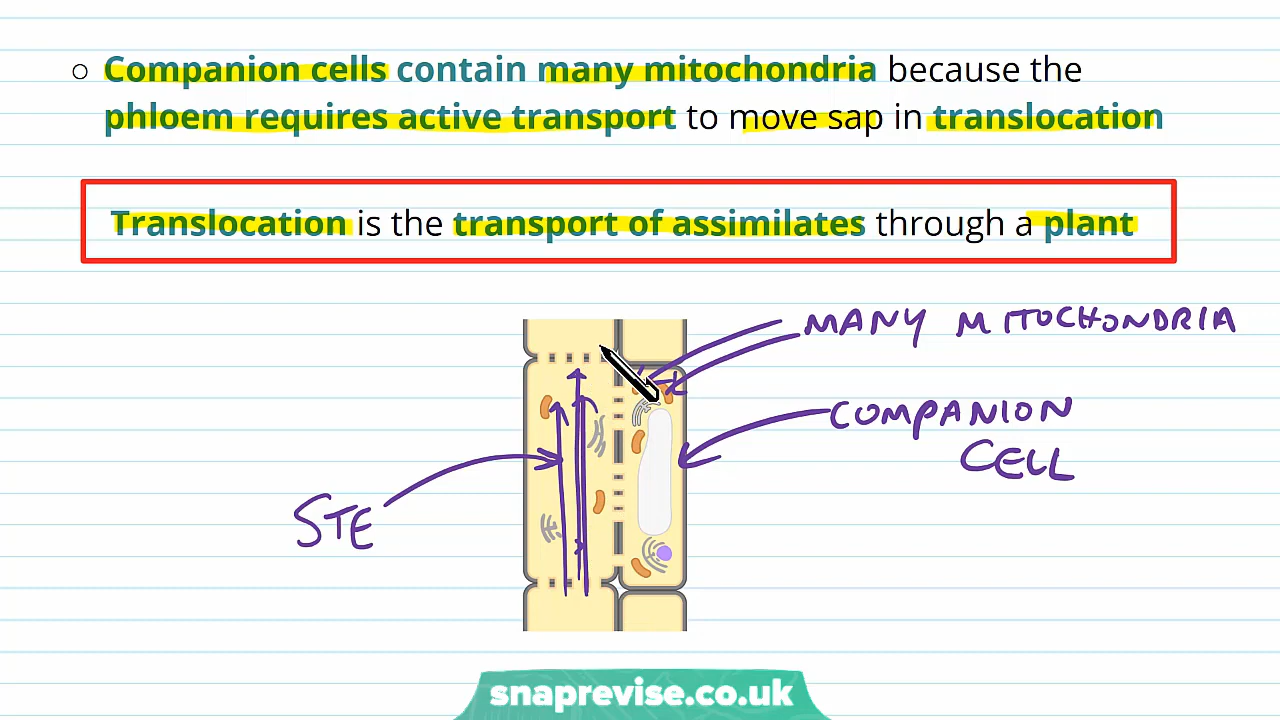 ○ Companion cells contain many mitochondria because the
phloem requires active transport to move sap in translocation
Translocation is the transport of assimilates through a plant
MANY MITOCHONDRIA
COMPANION
CELL
STE
snaprevise.co.uk